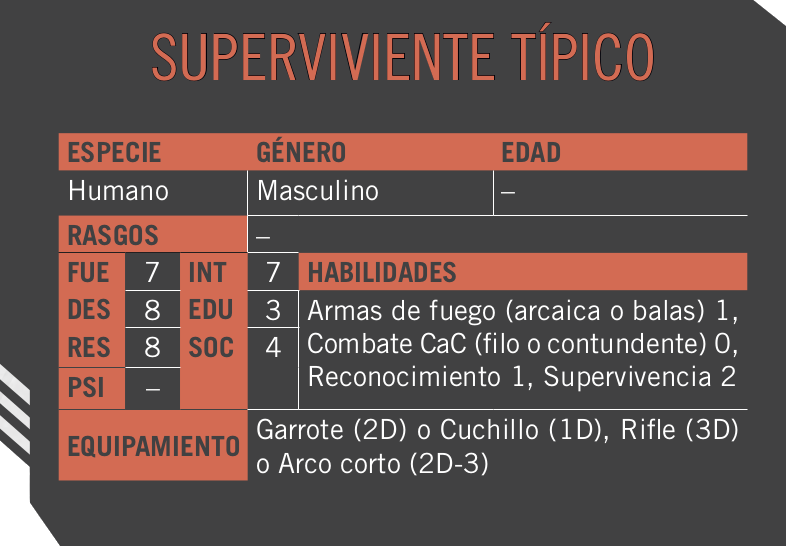 SUPERVIVIENTE TÍPICO
ESPECIE GÉNERO EDAD
Humano Masculino –
RASGOS –
FUE 7 INT 7 HABILIDADES
DES 8 EDU 3 Armas de fuego (arcaica o balas) 1,
RES 8 SOC 4 Combate CaC (filo o contundente) 0,
Reconocimiento 1, Supervivencia 2
PSI –
EQUIPAMIENTO Garrote (2D) o Cuchillo (1D), Rifle (3D)
o Arco corto (2D-3)